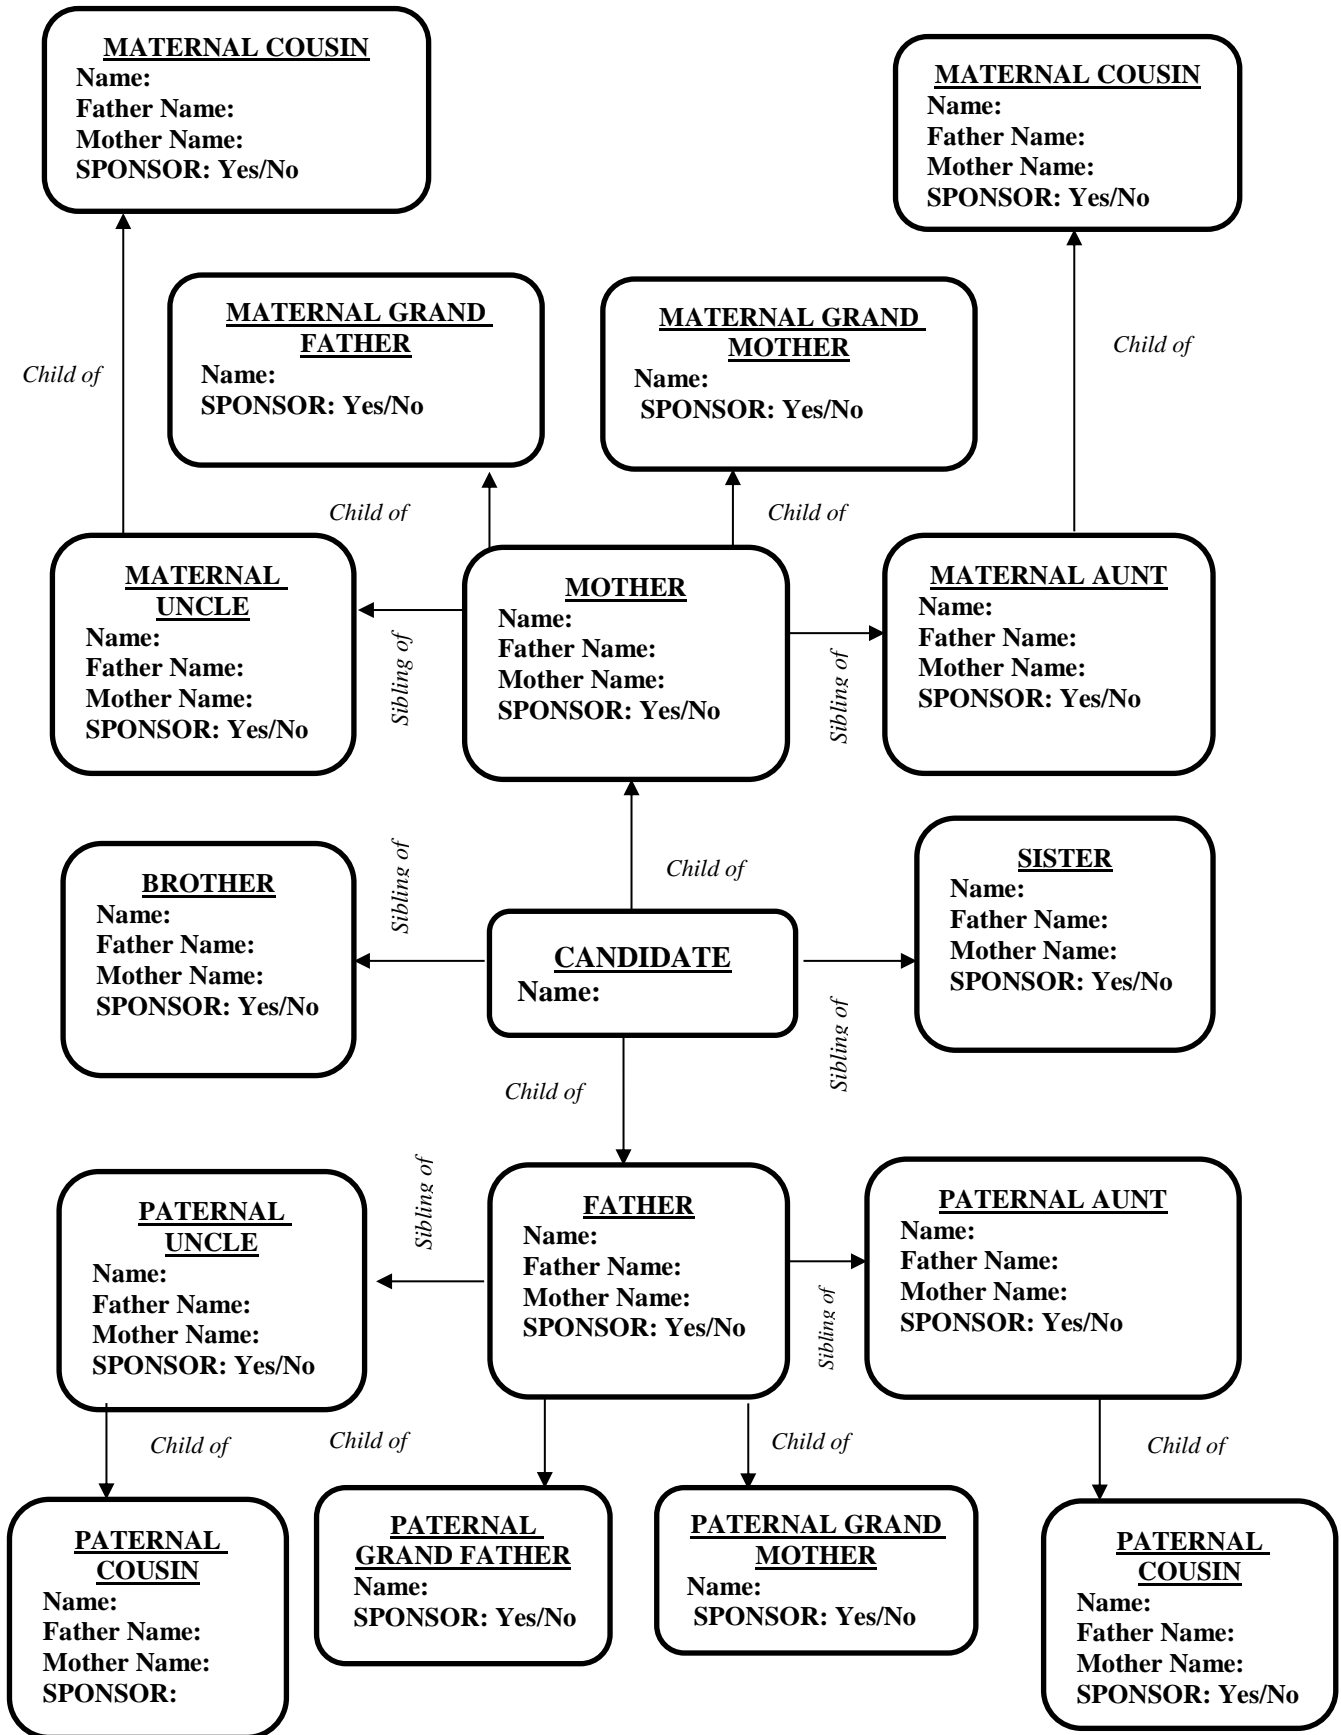 MATERNAL COUSIN
Name:
Father Name:
Mother Name:
SPONSOR: Yes/No
MATERNAL COUSIN
Name:
Father Name:
Mother Name:
SPONSOR: Yes/No
Child of
MATERNAL GRAND
FATHER
Name:
SPONSOR: Yes/No
MATERNAL GRAND
MOTHER
Name:
SPONSOR: Yes/No
Child of
Child of
Child of
MATERNAL
UNCLE
Name:
Father Name:
Mother Name:
SPONSOR: Yes/No
Sibling of
MOTHER
Name:
Father Name:
Mother Name:
SPONSOR: Yes/No
Sibling of
MATERNAL AUNT
Name:
Father Name:
Mother Name:
SPONSOR: Yes/No
BROTHER
Name:
Father Name:
Mother Name:
SPONSOR: Yes/No
Sibling of
Child of
CANDIDATE
Name:
Sibling of
SISTER
Name:
Father Name:
Mother Name:
SPONSOR: Yes/No
Child of
PATERNAL
UNCLE
Name:
Father Name:
Mother Name:
SPONSOR: Yes/No
Sibling of
FATHER
Name:
Father Name:
Mother Name:
SPONSOR: Yes/No
Sibling of
PATERNAL AUNT
Name:
Father Name:
Mother Name:
SPONSOR: Yes/No
Child of
Child of
Child of
Child of
PATERNAL
COUSIN
Name:
Father Name:
Mother Name:
SPONSOR:
PATERNAL
GRAND FATHER
Name:
SPONSOR: Yes/No
PATERNAL GRAND
MOTHER
Name:
SPONSOR: Yes/No
PATERNAL
COUSIN
Name:
Father Name:
Mother Name:
SPONSOR: Yes/No